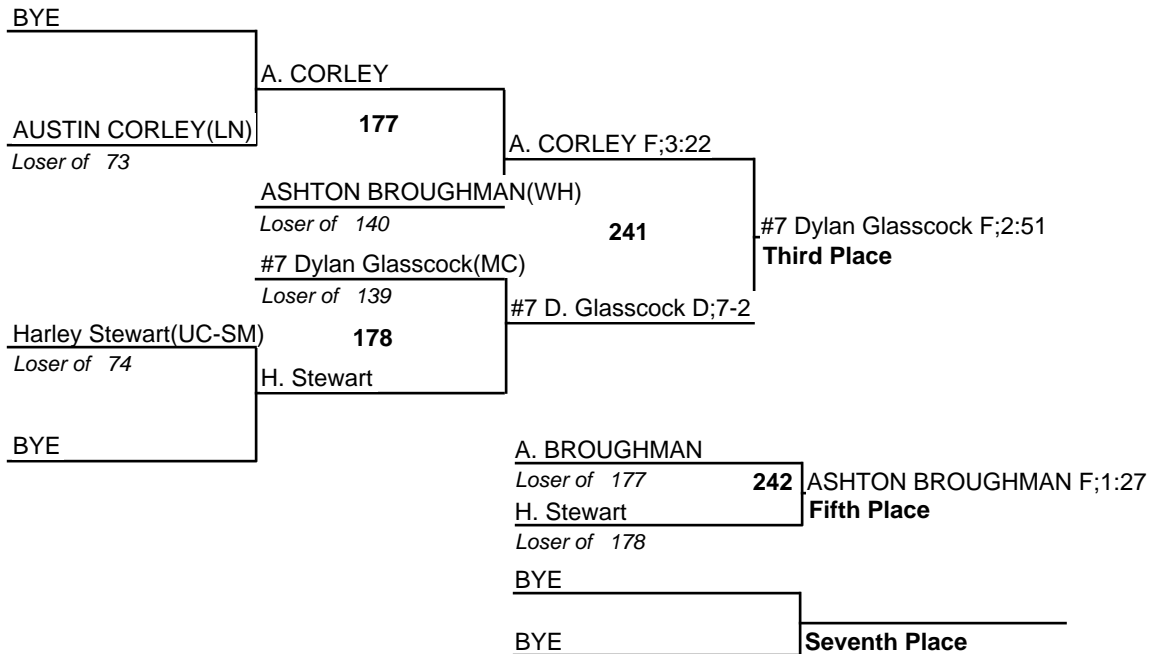 BYE
A. CORLEY
AUSTIN CORLEY(LN)
177
Loser of 73
A. CORLEY F;3:22
ASHTON BROUGHMAN(WH)
Loser of 140
241
#7 Dylan Glasscock F;2:51
Third Place
#7 Dylan Glasscock(MC)
Loser of 139
#7 D. Glasscock D;7-2
Harley Stewart(UC-SM)
178
Loser of 74
H. Stewart
BYE
A. BROUGHMAN
Loser of 177
242
ASHTON BROUGHMAN F;1:27
Fifth Place
H. Stewart
Loser of 178
BYE
BYE
Seventh Place